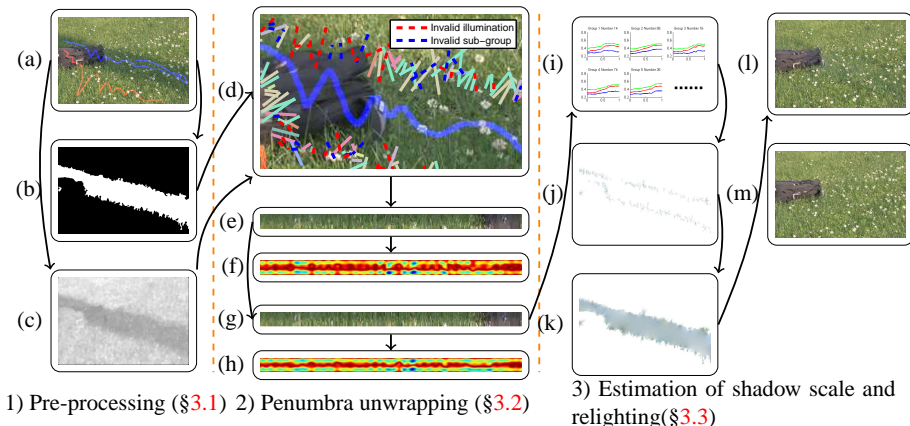 (a)
(b)
(c)
(d)
Invalid illumination
Invalid sub-group
(e)
(f)
(g)
(h)
(i)
......
(j)
(k)
(l)
(m)
1) Pre-processing (§3.1)
2) Penumbra unwrapping (§3.2)
3) Estimation of shadow scale and
relighting(§3.3)